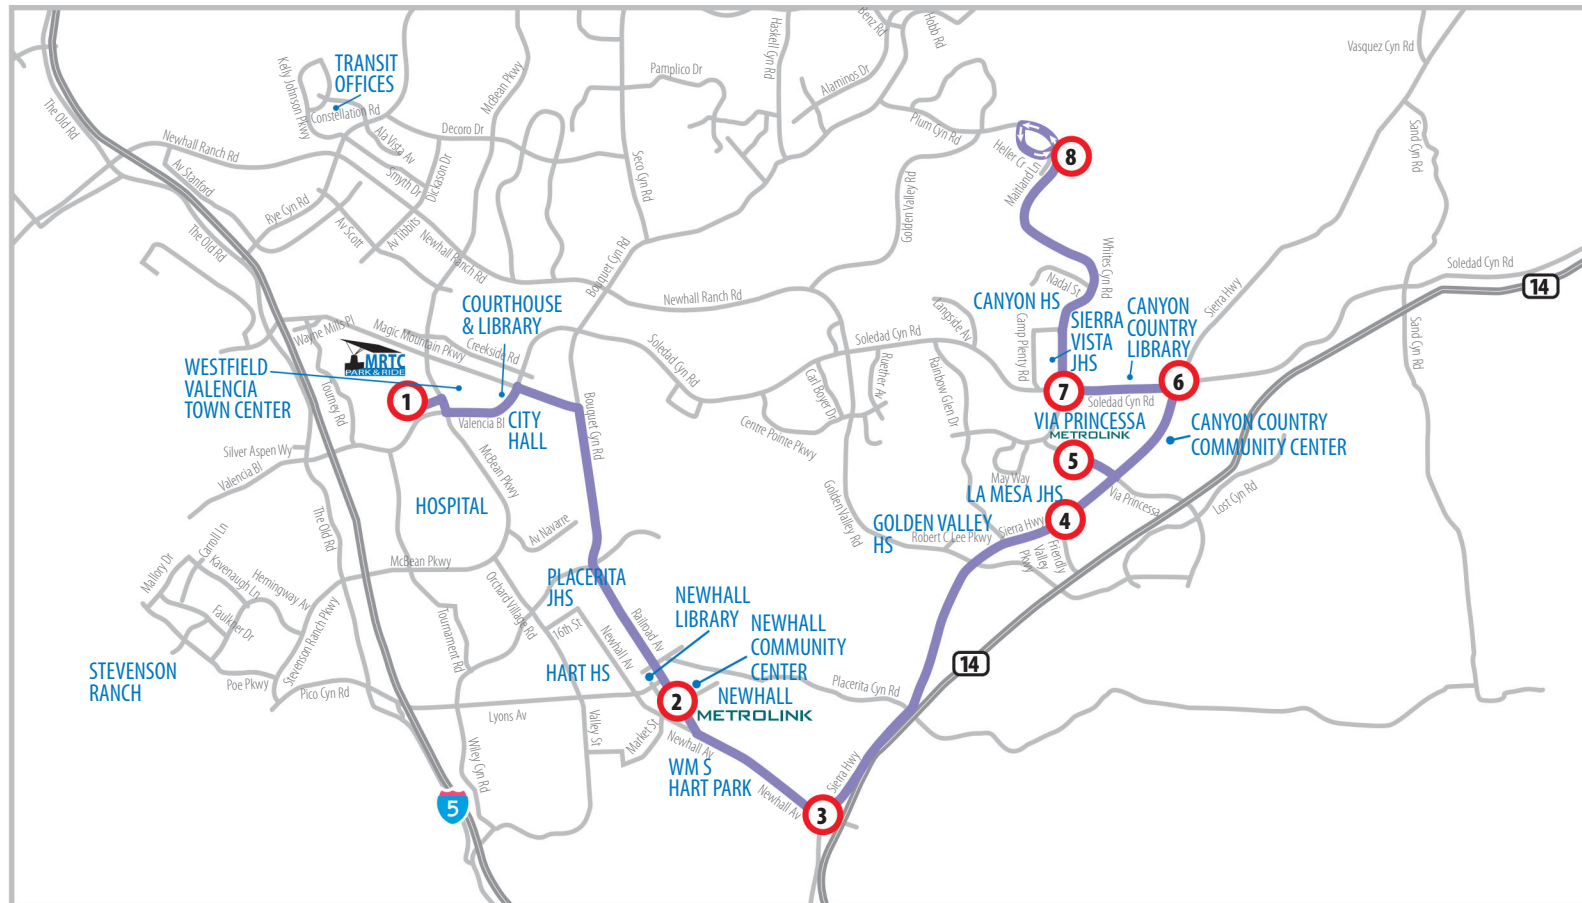 TRANSIT
OFFICES
Kelly Johnson Pkwy
Constellation Rd
The Old Rd
McBean Pkwy
Decoro Dr
Ala Vista Av
Smyth Dr
Dickason Dr
Newhall Ranch Rd
Av Stanford
Rye Cyn Rd
Av Scott
Av Tibbits
Newhall Ranch Rd
The Old Rd
Pamplico Dr
Haskell Cyn Rd
Benz Rd
Hobb Rd
Alaminos Dr
Seco Cyn Rd
Bouquet Cyn Rd
Newhall Ranch Rd
Plum Cyn Rd
Heller Cr
Maitland Ln
8
Golden Valley Rd
Whites Cyn Rd
Nadal St
Vasquez Cyn Rd
Sand Cyn Rd
Soledad Cyn Rd
14
Sierra Hwy
Sand Cyn Rd
COURTHOUSE
& LIBRARY
Wayne Mills Pl
Magic Mountain Pkwy
Creekside Rd
MRTC
PARK & RIDE
WESTFIELD
VALENCIA
TOWN CENTER
Tourney Rd
1
Valencia Bl
CITY
HALL
Soledad Cyn Rd
Soledad Cyn Rd
Langside Av
CANYON HS
Camp Plenty Rd
SIERRA
VISTA
JHS
CANYON
COUNTRY
LIBRARY
6
7
Soledad Cyn Rd
Ruether Av
Carl Boyer Dr
Rainbow Glen Dr
Centre Pointe Pkwy
VIA PRINCESSA
METROLINK
5
CANYON COUNTRY
COMMUNITY CENTER
Silver Aspen Wy
Valencia Bl
McBean Pkwy
Bouquet Cyn Rd
HOSPITAL
Av Navarre
May Way
Via Princessa
Lost Cyn Rd
LA MESA JHS
4
GOLDEN VALLEY
HS
Golden Valley Rd
Sierra Hwy
Robert C Lee Pkwy
Friendly
Valley
Pkwy
The Old Rd
McBean Pkwy
Mallory Dr
Carroll Ln
Kavenaugh Ln
Hemingway Av
Faulkner Dr
Stevenson Ranch Pkwy
STEVENSON
RANCH
Poe Pkwy
Pico Cyn Rd
Orchard Village Rd
Tournament Rd
PLACERITA
JHS
16th St
Newhall Av
Railroad Av
NEWHALL
LIBRARY
NEWHALL
COMMUNITY
CENTER
HART HS
2
NEWHALL
METROLINK
Placerita Cyn Rd
14
Lyons Av
Valley St
Market St
Newhall Av
WM S
HART PARK
Wiley Cyn Rd
5
Newhall Av
3
Sierra Hwy